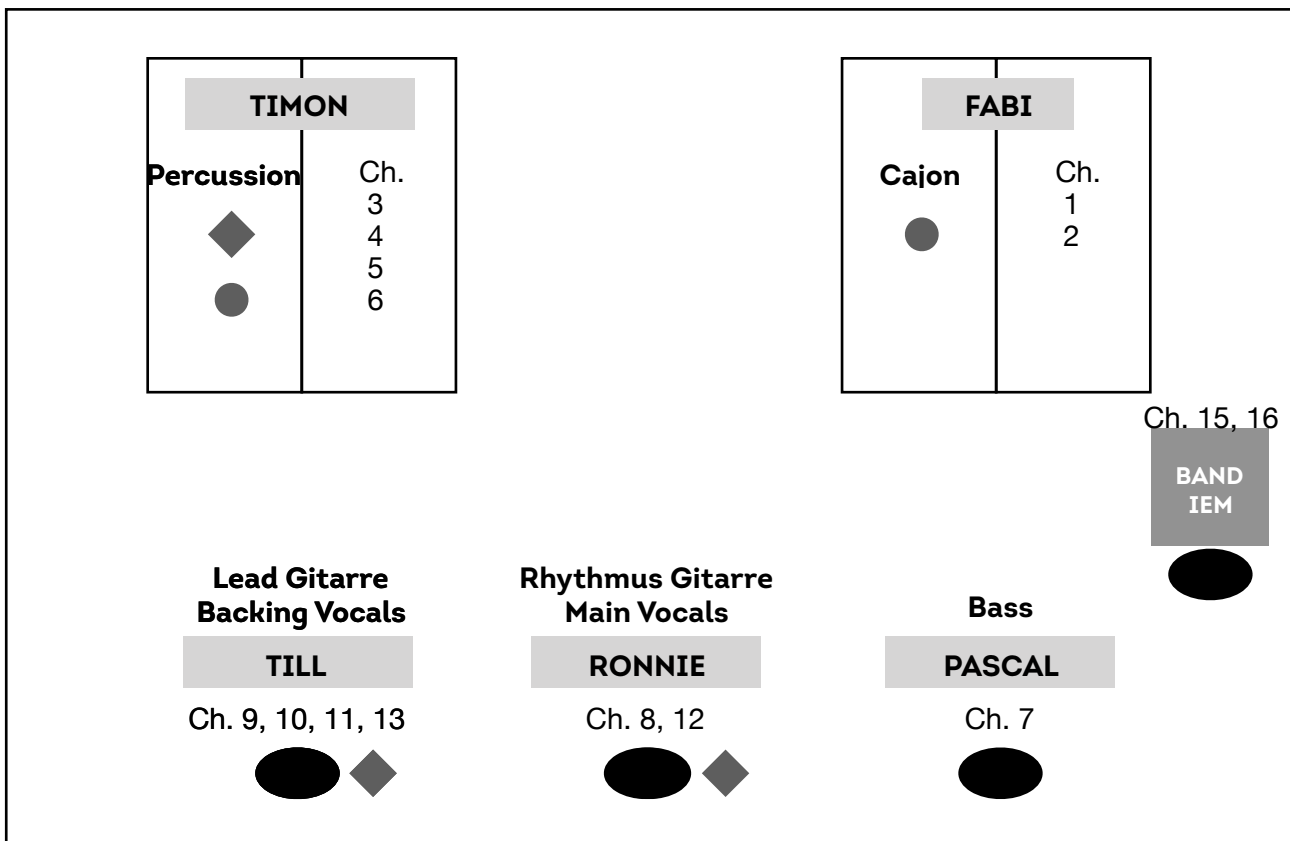 TIMON
Percussion
Ch.
3
4
5
6
FABI
Cajon
Ch.
1
2
Ch. 15, 16
BAND
IEM
Lead Gitarre
Backing Vocals
TILL
Ch. 9, 10, 11, 13
Rhythmus Gitarre
Main Vocals
RONNIE
Ch. 8, 12
Bass
PASCAL
Ch. 7